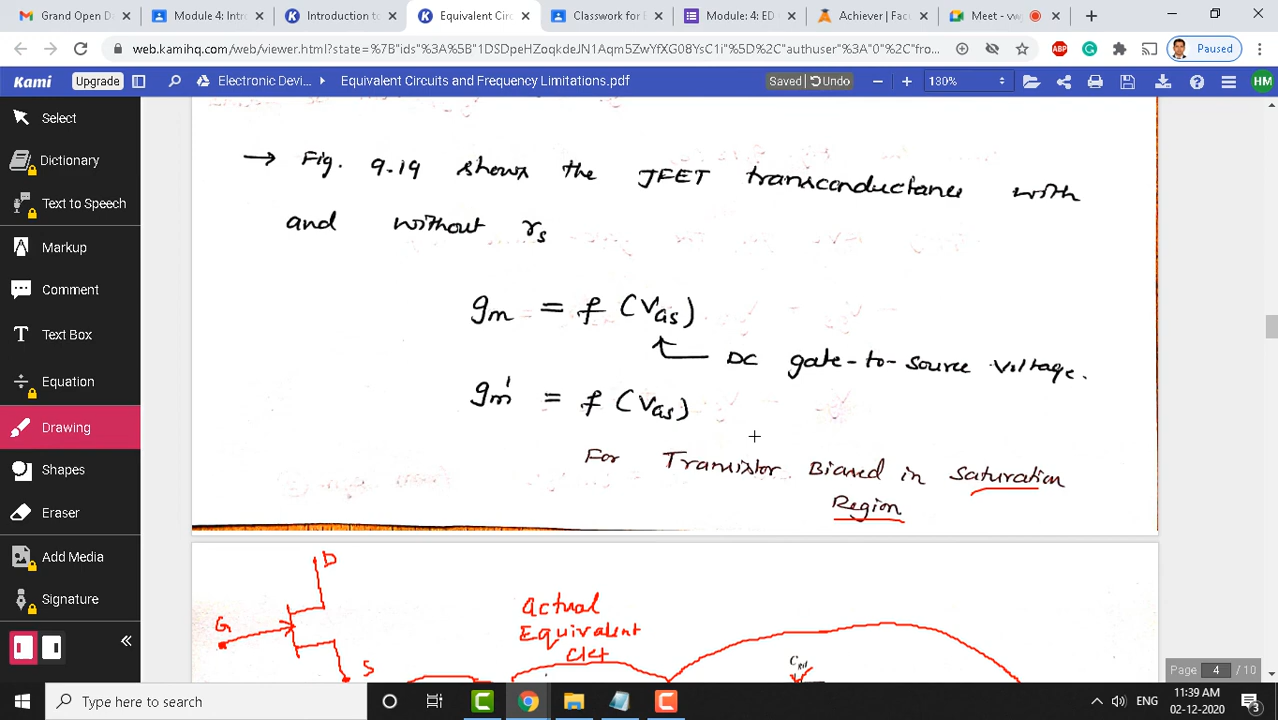 Grand Open D
Module 4: Intr
Introduction to
Equivalent Circ
Classwork for E
Module: 4: ED
Achiever | Fac
Meet - vw
web.kamihq.com/web/viewer.html?state=%7B"ids"%3A%5B"1DSDpeHZoqkdeJN1Aqm5ZwYfXG08YsC1i"%5D%2C"authuser"%3A"0"%2C"fro...
ABP
Paused
Kami
Upgrade
Electronic Devi...
Equivalent Circuits and Frequency Limitations.pdf
Saved | Undo
180%
HM
Select
Dictionary
Text to Speech
Markup
Comment
Text Box
Equation
Drawing
Shapes
Eraser
Add Media
Signature
→ Fig. 9.19 shows the JFET transconductance with
and without rs
gm = f (VGS)
DC gate-to-source voltage.
gm' = f (VGS)
For Transistor Biased in Saturation
Region
D
G
S
Actual
Equivalent
Ckt
Page 4 / 10
Type here to search
ENG
11:39 AM
02-12-2020
3